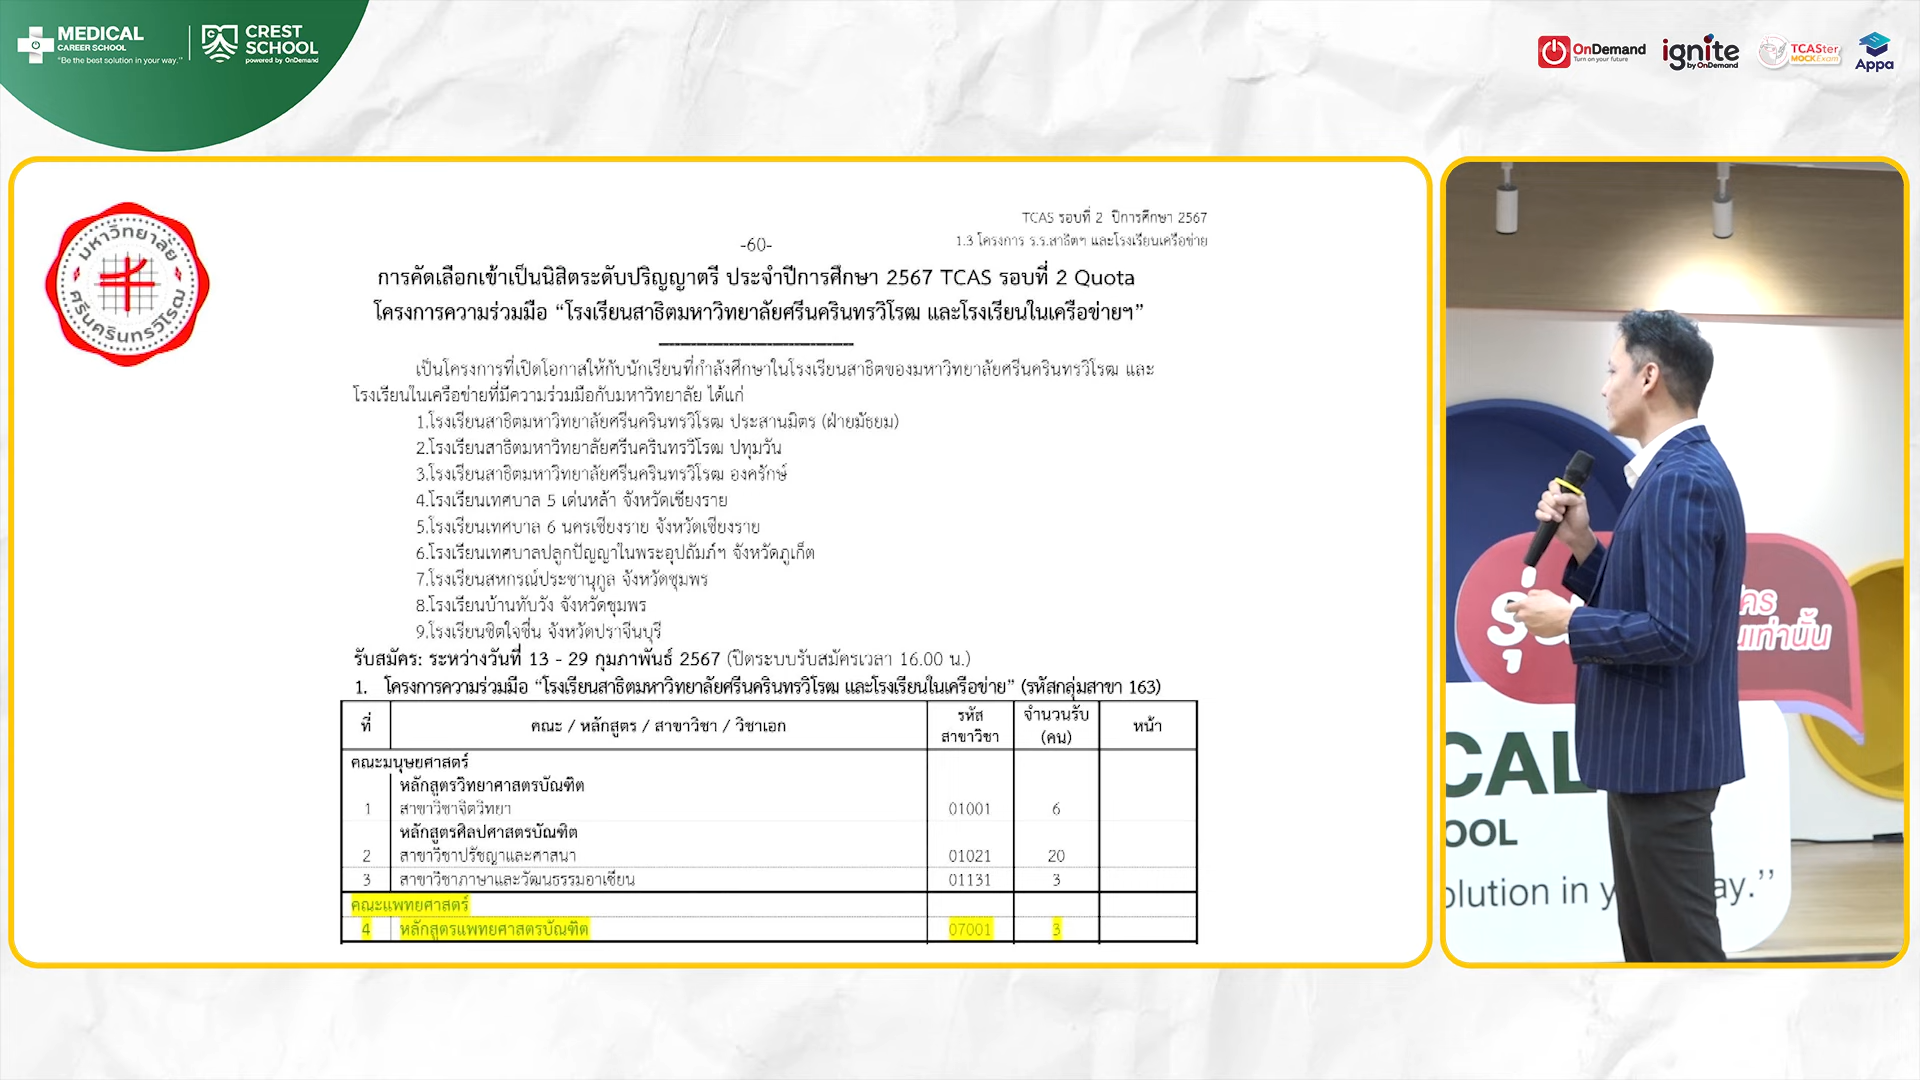 MEDICAL
CAREER SCHOOL
"Be the best solution in your way."
CREST
SCHOOL
powered by OnDemand
OnDemand
Turn on your future
ignite
by OnDemand
TCASter
MOCK Exam
Appa
มหาวิทยาลัย
ศรีนครินทรวิโรฒ
TCAS รอบที่ 2 ปีการศึกษา 2567
-60-
1.3 โครงการ ร.ร.สาธิตฯ และโรงเรียนเครือข่าย
การคัดเลือกเข้าเป็นนิสิตระดับปริญญาตรี ประจำปีการศึกษา 2567 TCAS รอบที่ 2 Quota
โครงการความร่วมมือ “โรงเรียนสาธิตมหาวิทยาลัยศรีนครินทรวิโรฒ และโรงเรียนในเครือข่ายฯ”
เป็นโครงการที่เปิดโอกาสให้กับนักเรียนที่กำลังศึกษาในโรงเรียนสาธิตของมหาวิทยาลัยศรีนครินทรวิโรฒ และ
โรงเรียนในเครือข่ายที่มีความร่วมมือกับมหาวิทยาลัย ได้แก่
1.โรงเรียนสาธิตมหาวิทยาลัยศรีนครินทรวิโรฒ ประสานมิตร (ฝ่ายมัธยม)
2.โรงเรียนสาธิตมหาวิทยาลัยศรีนครินทรวิโรฒ ปทุมวัน
3.โรงเรียนสาธิตมหาวิทยาลัยศรีนครินทรวิโรฒ องครักษ์
4.โรงเรียนเทศบาล 5 เด่นหล้า จังหวัดเชียงราย
5.โรงเรียนเทศบาล 6 นครเชียงราย จังหวัดเชียงราย
6.โรงเรียนเทศบาลปลูกปัญญาในพระอุปถัมภ์ฯ จังหวัดภูเก็ต
7.โรงเรียนสหกรณ์ประชานุกูล จังหวัดชุมพร
8.โรงเรียนบ้านทับวัง จังหวัดชุมพร
9.โรงเรียนชิตใจชื่น จังหวัดปราจีนบุรี
รับสมัคร: ระหว่างวันที่ 13 - 29 กุมภาพันธ์ 2567 (ปิดระบบรับสมัครเวลา 16.00 น.)
1. โครงการความร่วมมือ “โรงเรียนสาธิตมหาวิทยาลัยศรีนครินทรวิโรฒ และโรงเรียนในเครือข่าย” (รหัสกลุ่มสาขา 163)
ที่ คณะ / หลักสูตร / สาขาวิชา / วิชาเอก รหัสสาขาวิชา จำนวนรับ (คน) หน้า
คณะมนุษยศาสตร์
หลักสูตรวิทยาศาสตรบัณฑิต
1 สาขาวิชาจิตวิทยา 01001 6
หลักสูตรศิลปศาสตรบัณฑิต
2 สาขาวิชาปรัชญาและศาสนา 01021 20
3 สาขาวิชาภาษาและวัฒนธรรมอาเซียน 01131 3
คณะแพทยศาสตร์
4 หลักสูตรแพทยศาสตรบัณฑิต 07001 3
นเท่านั้น
CAL
OOL
olution in y ay.”